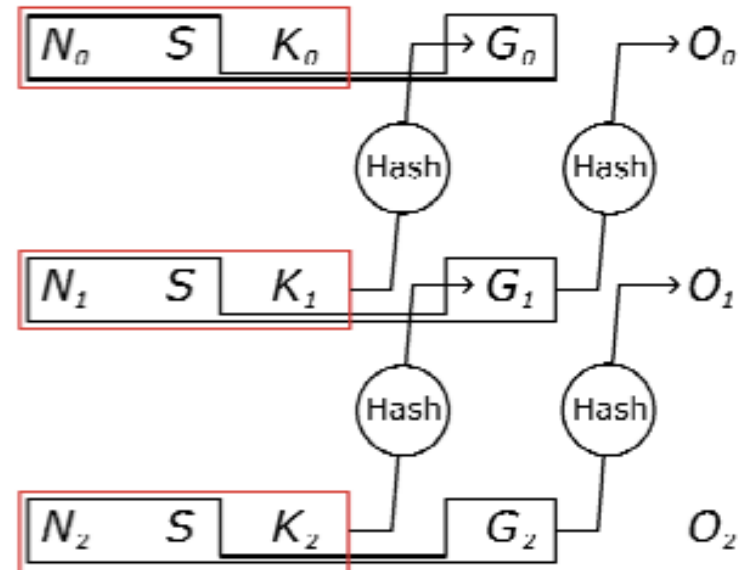 N₀ S K₀ G₀ O₀
Hash Hash
N₁ S K₁ G₁ O₁
Hash Hash
N₂ S K₂ G₂ O₂